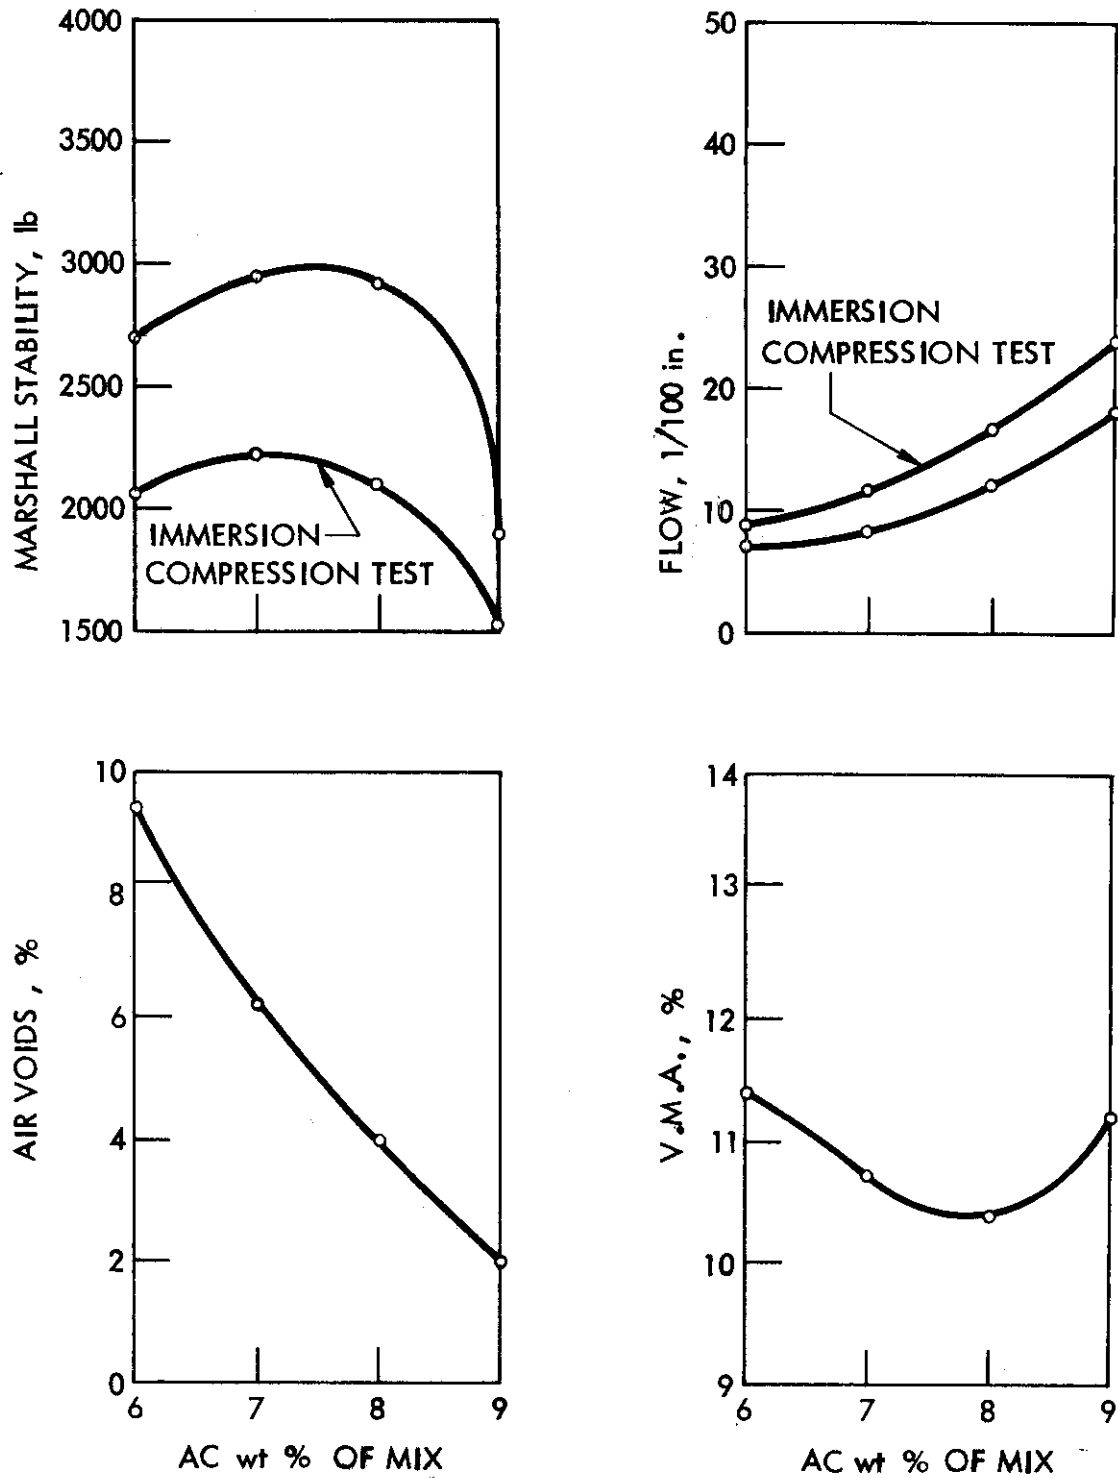 MARSHALL STABILITY, lb
4000
3500
3000
2500
2000
1500
IMMERSION
COMPRESSION TEST
FLOW, 1/100 in.
50
40
30
20
10
0
IMMERSION
COMPRESSION TEST
AIR VOIDS , %
10
8
6
4
2
0
6 7 8 9
AC wt % OF MIX
V.M.A., %
14
13
12
11
10
9
6 7 8 9
AC wt % OF MIX